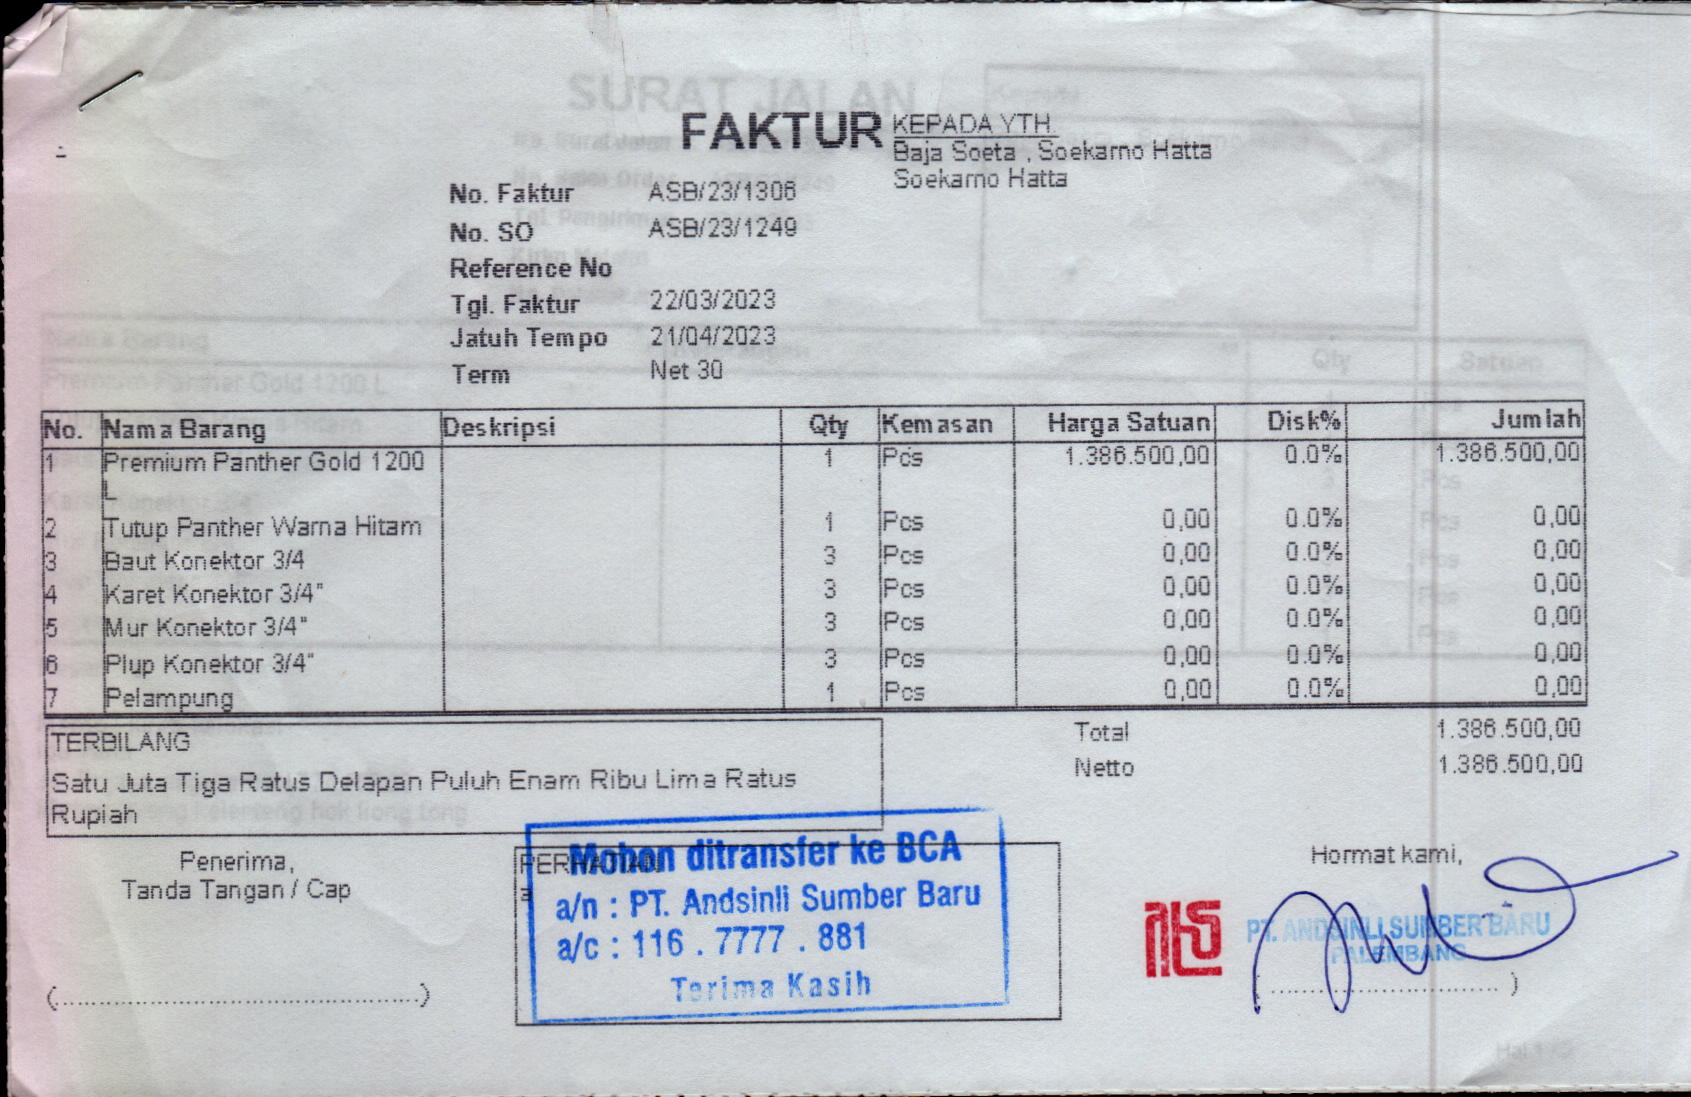 SURAT JALAN
FAKTUR
KEPADA YTH.
Baja Soeta , Soekarno Hatta
Soekarno Hatta
No. Faktur ASB/23/1306
No. SO ASB/23/1249
Reference No
Tgl. Faktur 22/03/2023
Jatuh Tempo 21/04/2023
Term Net 30
No. Nama Barang Deskripsi Qty Kemasan Harga Satuan Disk% Jumlah
1 Premium Panther Gold 1200 1 Pcs 1.386.500,00 0.0% 1.386.500,00
L
2 Tutup Panther Warna Hitam 1 Pcs 0,00 0.0% 0,00
3 Baut Konektor 3/4 3 Pcs 0,00 0.0% 0,00
4 Karet Konektor 3/4" 3 Pcs 0,00 0.0% 0,00
5 Mur Konektor 3/4" 3 Pcs 0,00 0.0% 0,00
6 Plup Konektor 3/4" 3 Pcs 0,00 0.0% 0,00
7 Pelampung 1 Pcs 0,00 0.0% 0,00
Total 1.386.500,00
Netto 1.386.500,00
TERBILANG
Satu Juta Tiga Ratus Delapan Puluh Enam Ribu Lima Ratus
Rupiah
Penerima,
Tanda Tangan / Cap
(..............................)
PERHATIAN
a
Mohon ditransfer ke BCA
a/n : PT. Andsinli Sumber Baru
a/c : 116 . 7777 . 881
Terima Kasih
Hormat kami,
PT. ANDSINLI SUMBER BARU
PALEMBANG